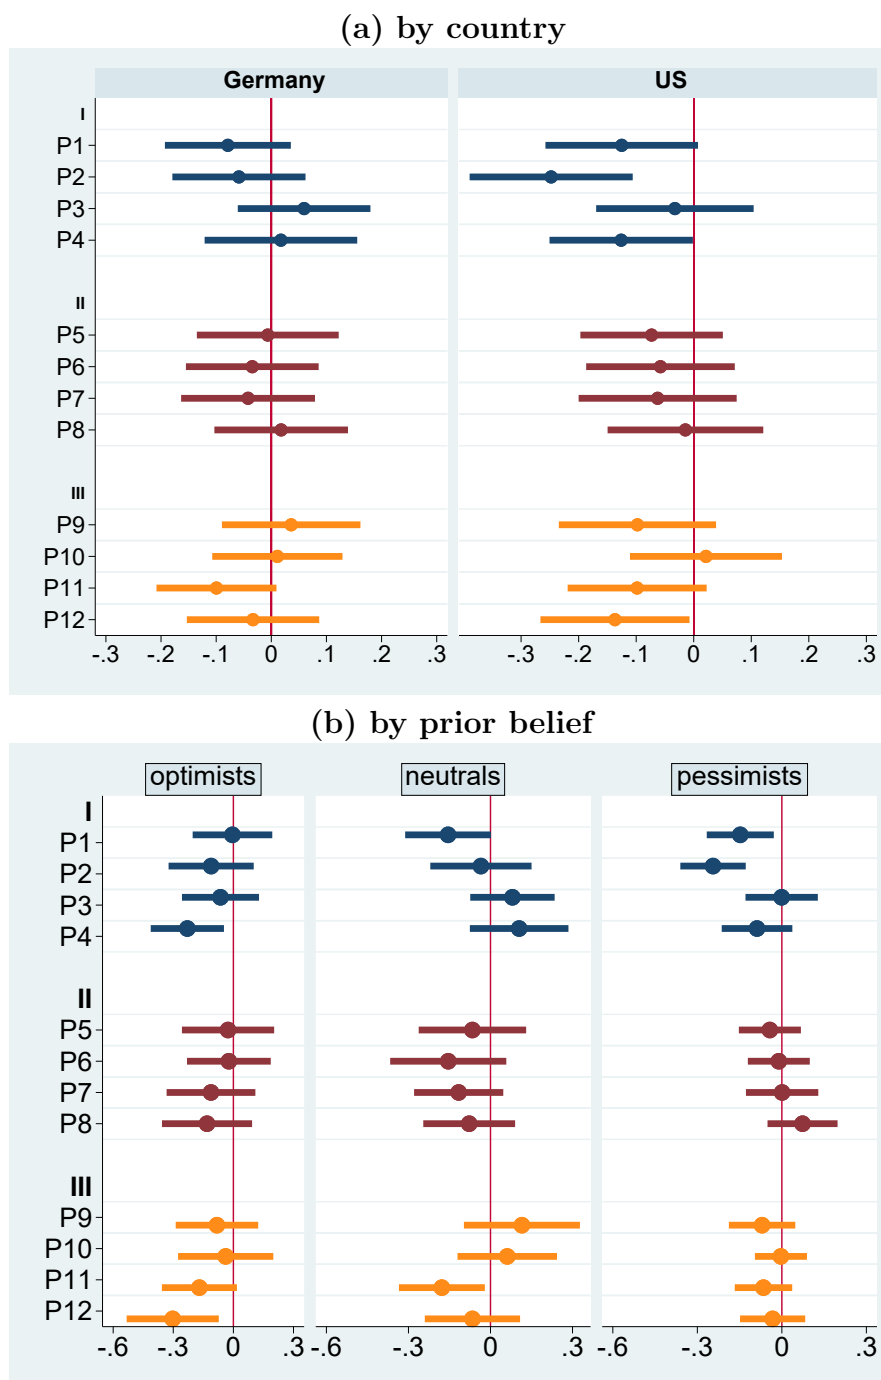 (a) by country
Germany US
I
P1
P2
P3
P4
II
P5
P6
P7
P8
III
P9
P10
P11
P12
-.3 -.2 -.1 0 .1 .2 .3 -.3 -.2 -.1 0 .1 .2 .3
(b) by prior belief
optimists neutrals pessimists
I
P1
P2
P3
P4
II
P5
P6
P7
P8
III
P9
P10
P11
P12
-.6 -.3 0 .3 -.6 -.3 0 .3 -.6 -.3 0 .3